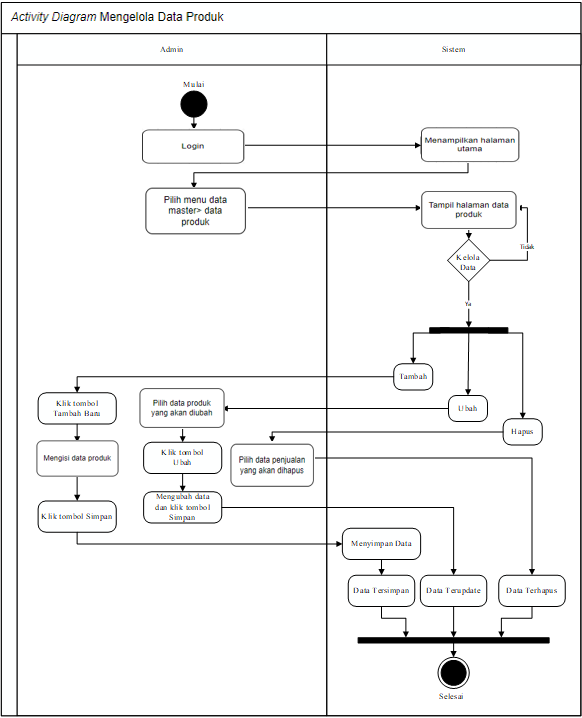 Activity Diagram Mengelola Data Produk
Admin
Sistem
Mulai
Login
Menampilkan halaman
utama
Pilih menu data
master> data
produk
Tampil halaman data
produk
Tidak
Kelola
Data
Ya
Tambah
Ubah
Hapus
Klik tombol
Tambah Baru
Pilih data produk
yang akan diubah
Mengisi data produk
Klik tombol
Ubah
Pilih data penjualan
yang akan dihapus
Klik tombol Simpan
Mengubah data
dan klik tombol
Simpan
Menyimpan Data
Data Tersimpan
Data Terupdate
Data Terhapus
Selesai